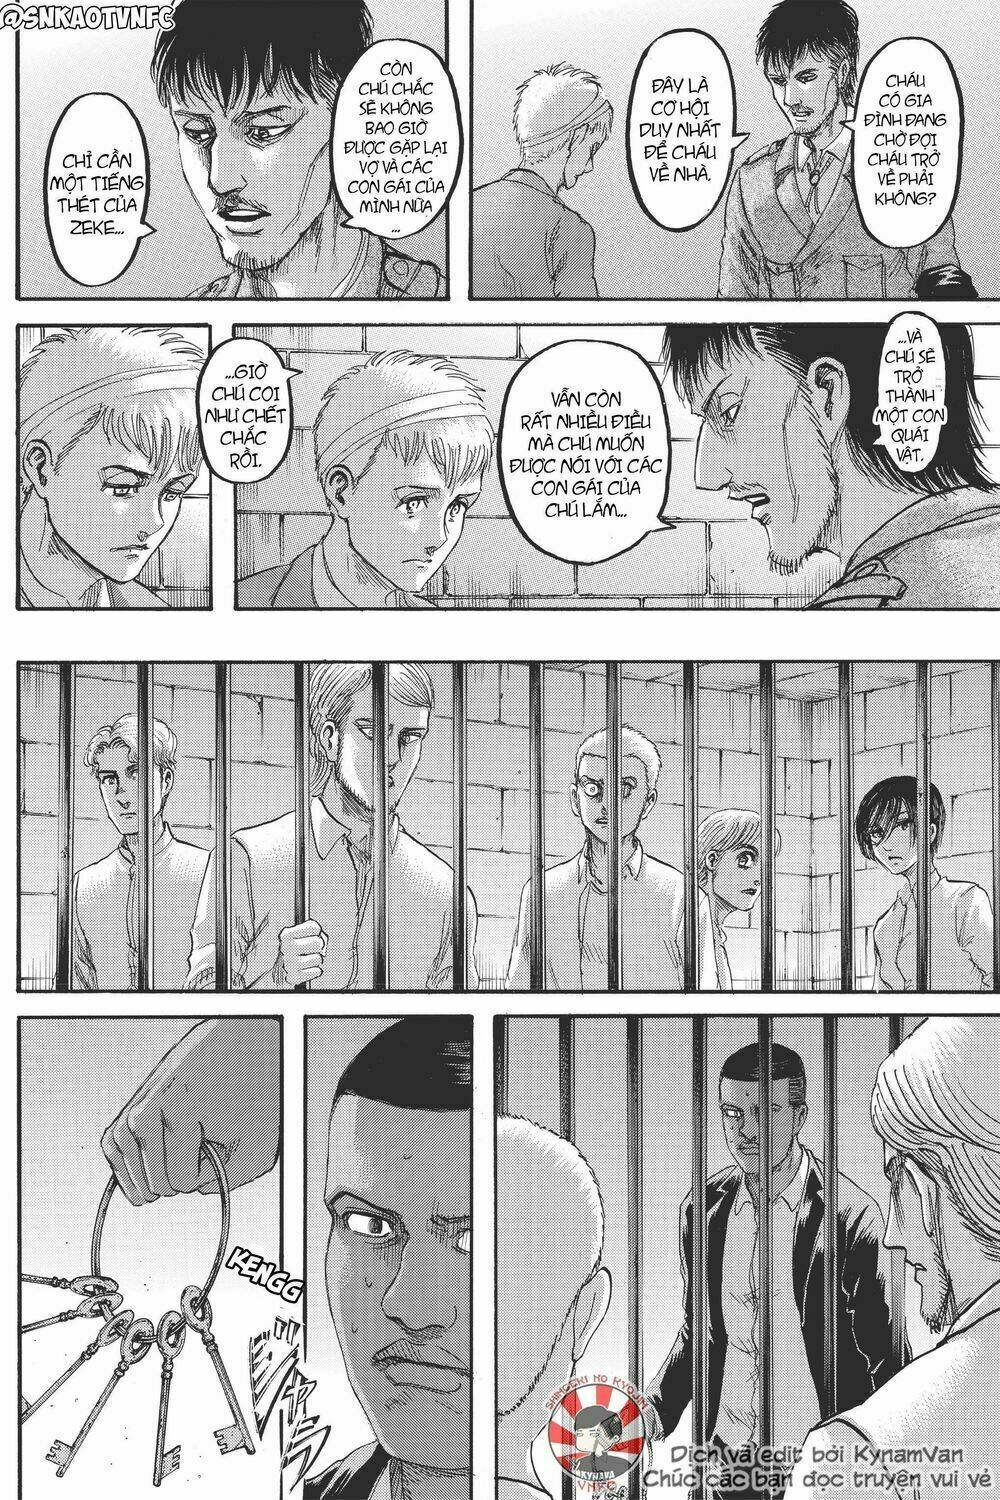 @SNKAOTVNFC
CHÁU
CÓ GIA
ĐÌNH ĐANG
CHỜ ĐỢI
CHÁU TRỞ
VỀ PHẢI
KHÔNG?
ĐÂY LÀ
CƠ HỘI
DUY NHẤT
ĐỂ CHÁU
VỀ NHÀ.
CÒN
CHÚ CHẮC
SẼ KHÔNG
BAO GIỜ
ĐƯỢC GẶP LẠI
VỢ VÀ CÁC
CON GÁI CỦA
MÌNH NỮA
...
CHỈ CẦN
MỘT TIẾNG
THÉT CỦA
ZEKE...
...VÀ
CHÚ SẼ
TRỞ
THÀNH
MỘT CON
QUÁI
VẬT.
VẪN CÒN
RẤT NHIỀU ĐIỀU
MÀ CHÚ MUỐN
ĐƯỢC NÓI VỚI CÁC
CON GÁI CỦA
CHÚ LẮM...
...GIỜ
CHÚ COI
NHƯ CHẾT
CHẮC
RỒI.
KENGG
SHINGEKI NO KYOJIN
VNFC
Dịch và edit bởi KynamVan
Chúc các bạn đọc truyện vui vẻ